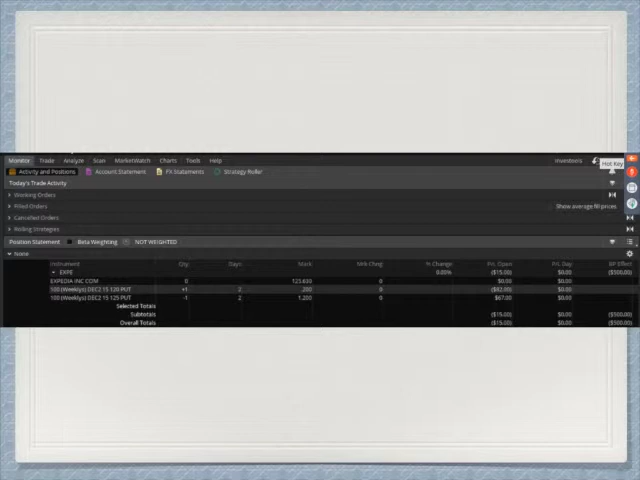 Monitor Trade Analyze Scan MarketWatch Charts Tools Help Investools Hot Key
Activity and Positions Account Statement FX Statements Strategy Roller
Today's Trade Activity
Working Orders
Filled Orders Show average fill prices
Canceled Orders
Rolling Strategies
Position Statement Beta Weighting NOT WEIGHTED
None
Instrument Qty Days Mark Mrk Chng % Change P/L Open P/L Day BP Effect
EXPE 0.00% ($15.00) $0.00 ($500.00)
EXPEDIA INC COM 0 123.630 0 $0.00 $0.00
100 (Weeklys) DEC2 15 120 PUT +1 2 .200 0 ($82.00) $0.00
100 (Weeklys) DEC2 15 125 PUT -1 2 1.200 0 $67.00 $0.00
Selected Totals
Subtotals ($15.00) $0.00 ($500.00)
Overall Totals ($15.00) $0.00 ($500.00)